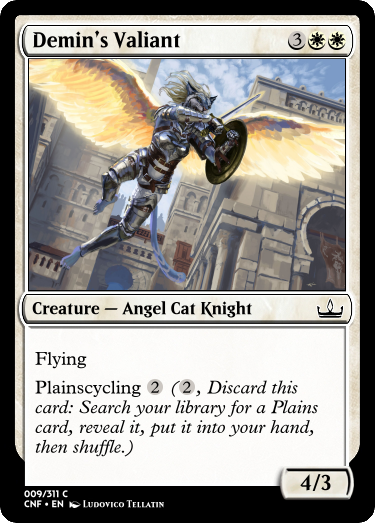 Demin's Valiant 3
Creature — Angel Cat Knight
Flying
Plainscycling 2 (2, Discard this
card: Search your library for a Plains
card, reveal it, put it into your hand,
then shuffle.)
4/3
009/311 C
CNF • EN Ludovico Tellatin